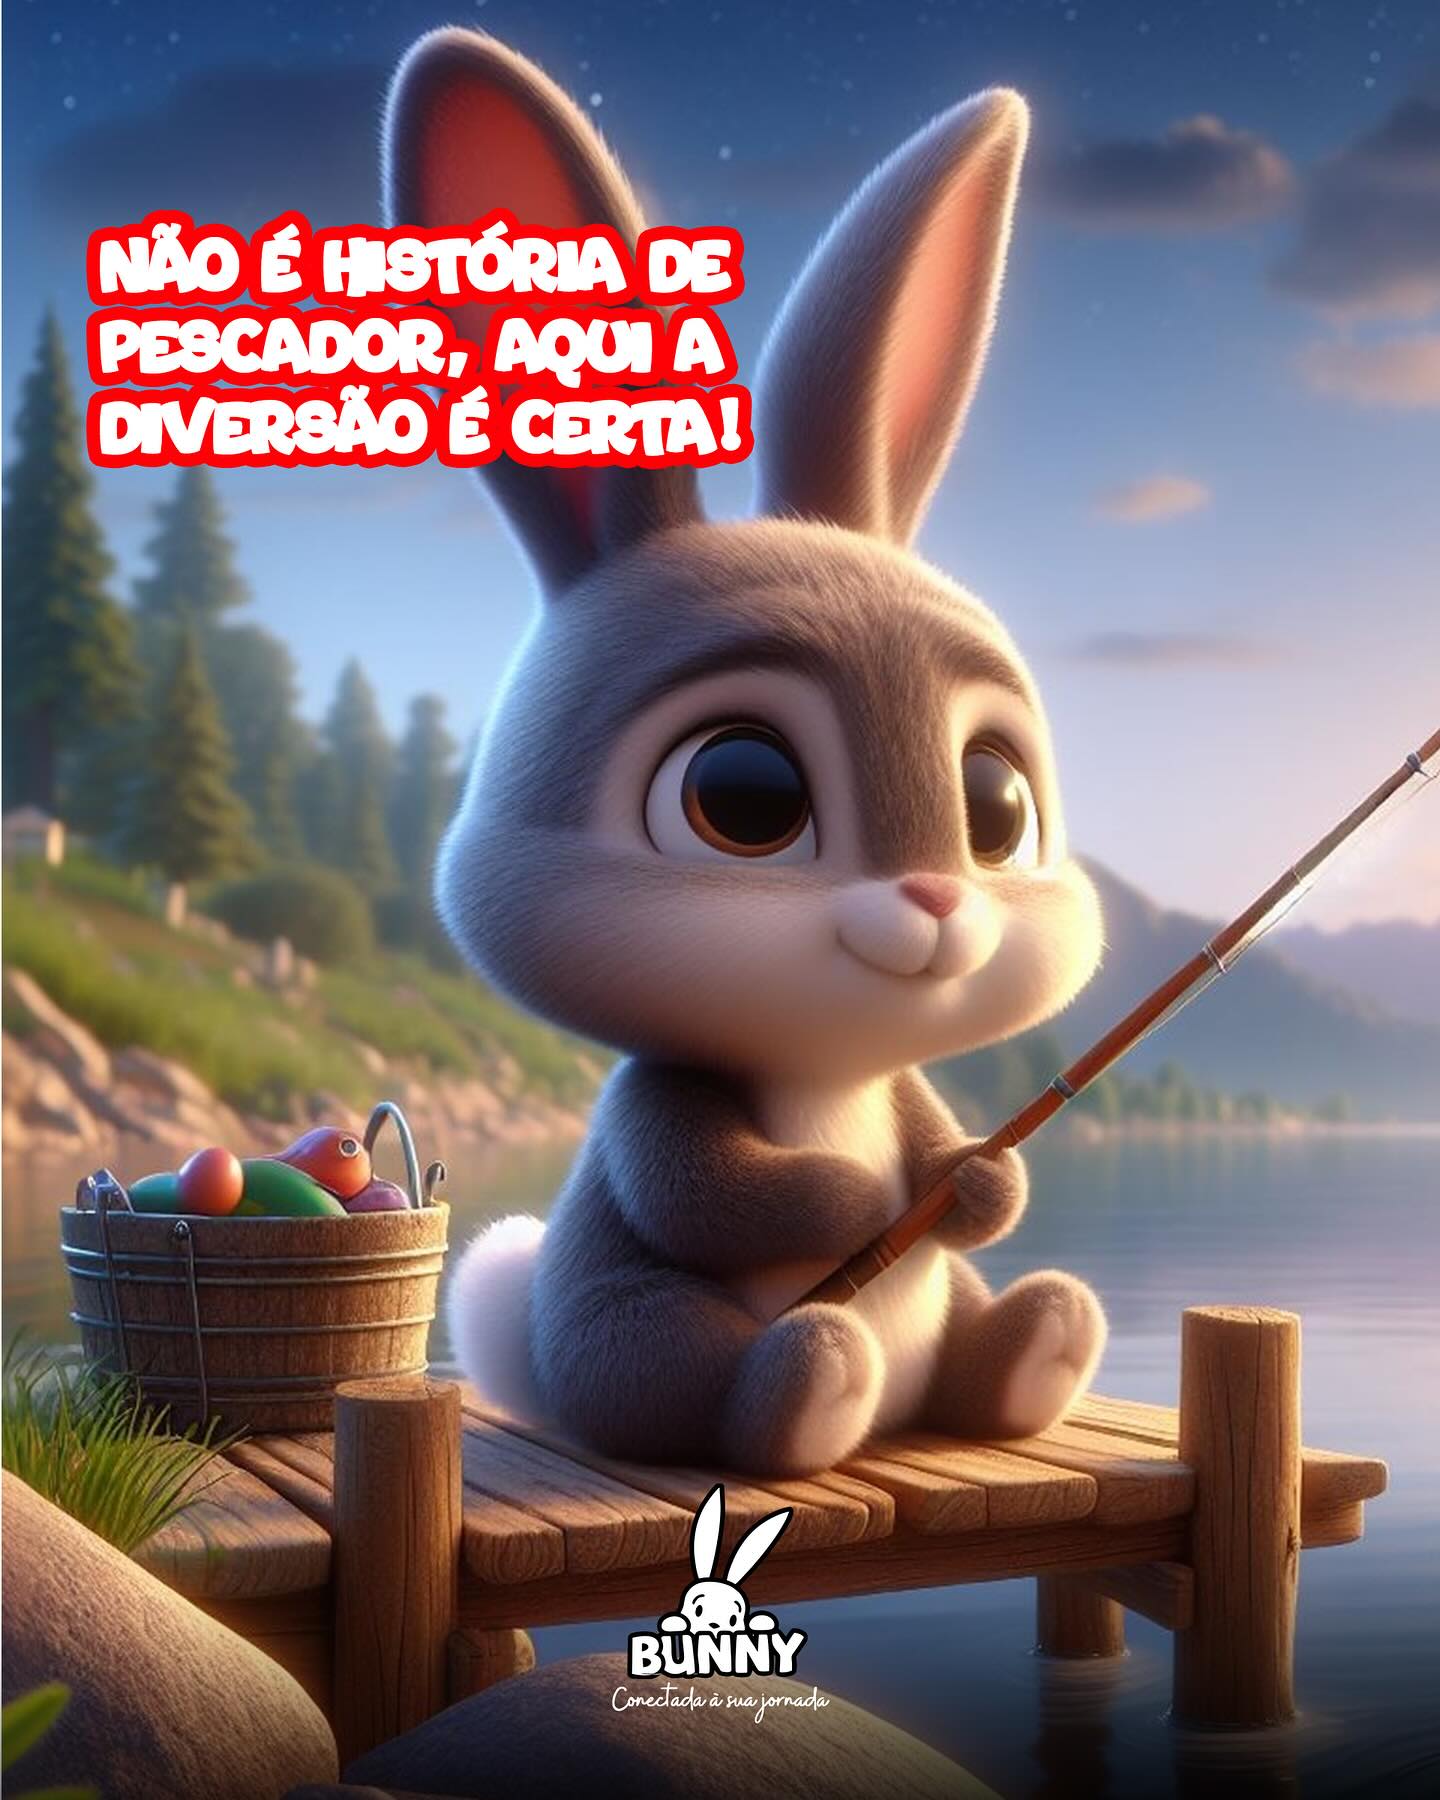 NÃO É HISTÓRIA DE
PESCADOR, AQUI A
DIVERSÃO É CERTA!
BUNNY
Conectada à sua jornada